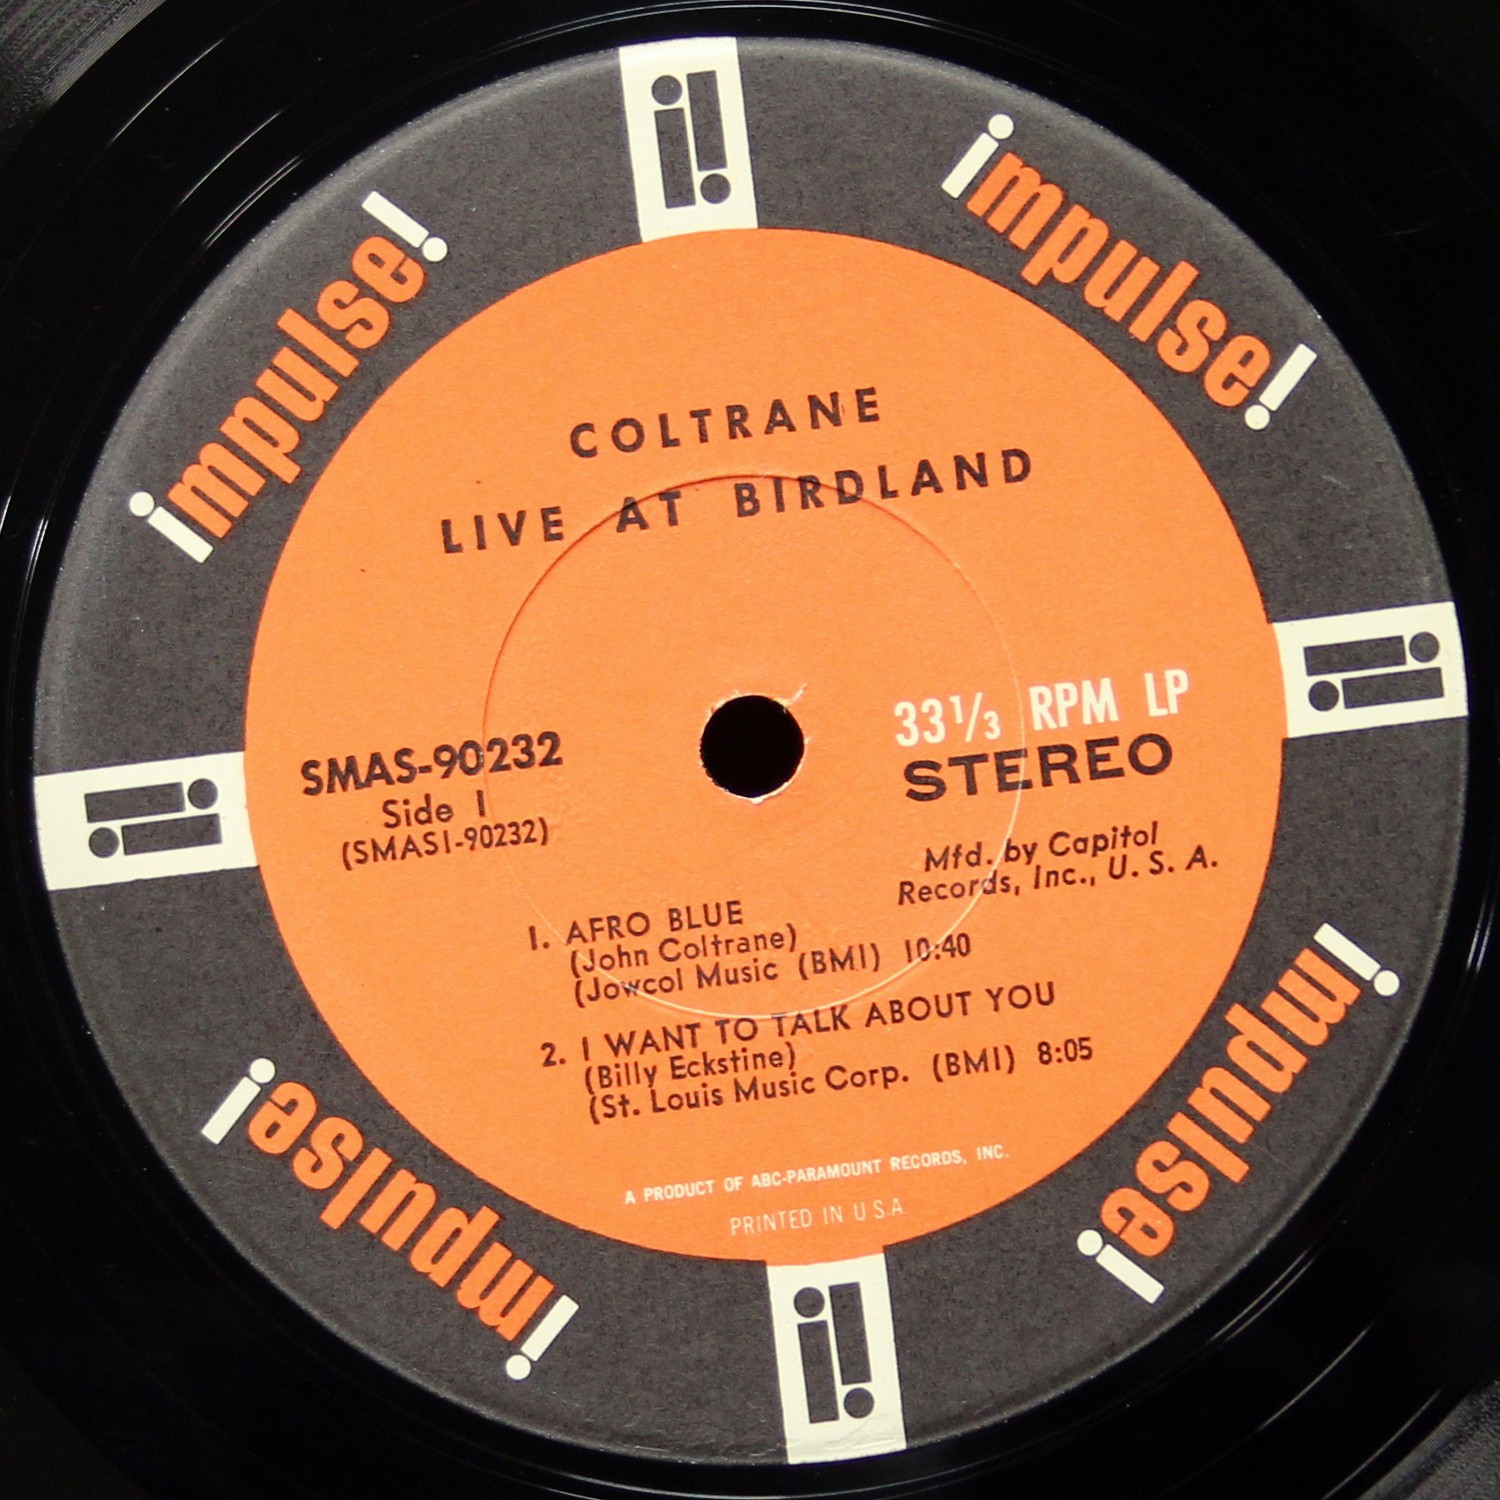 impulse!
impulse!
COLTRANE
LIVE AT BIRDLAND
SMAS-90232
Side 1
(SMAS1-90232)
33 1/3 RPM LP
STEREO
Mfd. by Capitol
Records, Inc., U. S. A.
1. AFRO BLUE
(John Coltrane)
(Jowcol Music (BMI) 10:40
2. I WANT TO TALK ABOUT YOU
(Billy Eckstine)
(St. Louis Music Corp. (BMI) 8:05
A PRODUCT OF ABC-PARAMOUNT RECORDS, INC.
PRINTED IN U S A.
impulse!
impulse!